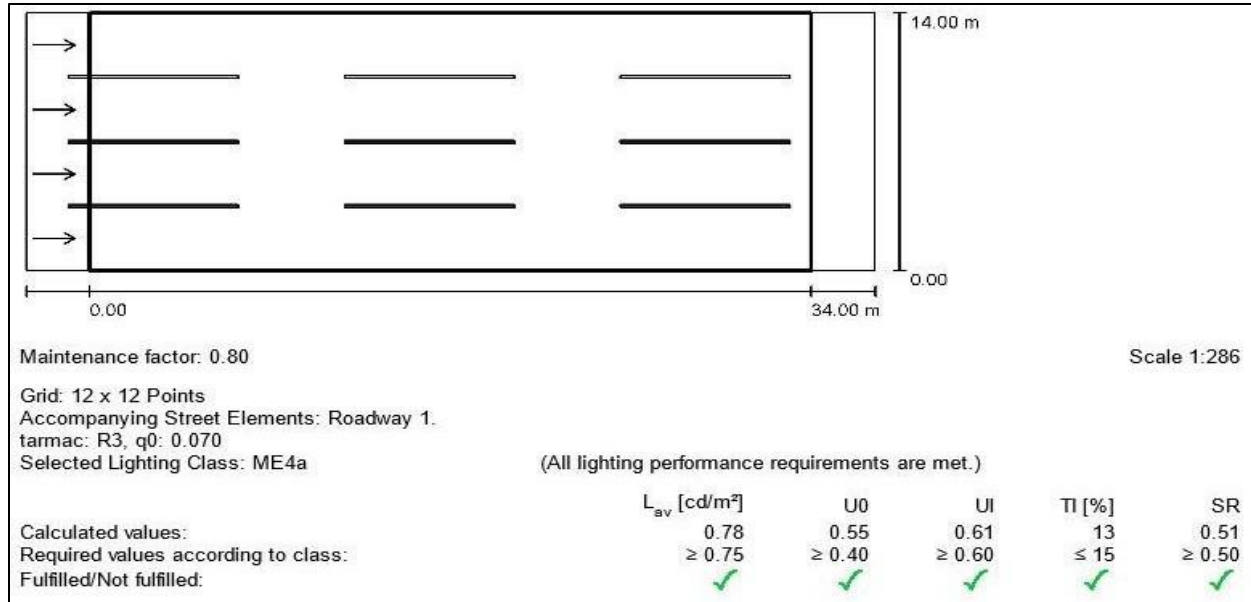 14.00 m
0.00
0.00 34.00 m
Maintenance factor: 0.80 Scale 1:286
Grid: 12 x 12 Points
Accompanying Street Elements: Roadway 1.
tarmac: R3, q0: 0.070
Selected Lighting Class: ME4a (All lighting performance requirements are met.)
Lav [cd/m²] U0 UI TI [%] SR
Calculated values: 0.78 0.55 0.61 13 0.51
Required values according to class: ≥ 0.75 ≥ 0.40 ≥ 0.60 ≤ 15 ≥ 0.50
Fulfilled/Not fulfilled: ✓ ✓ ✓ ✓ ✓